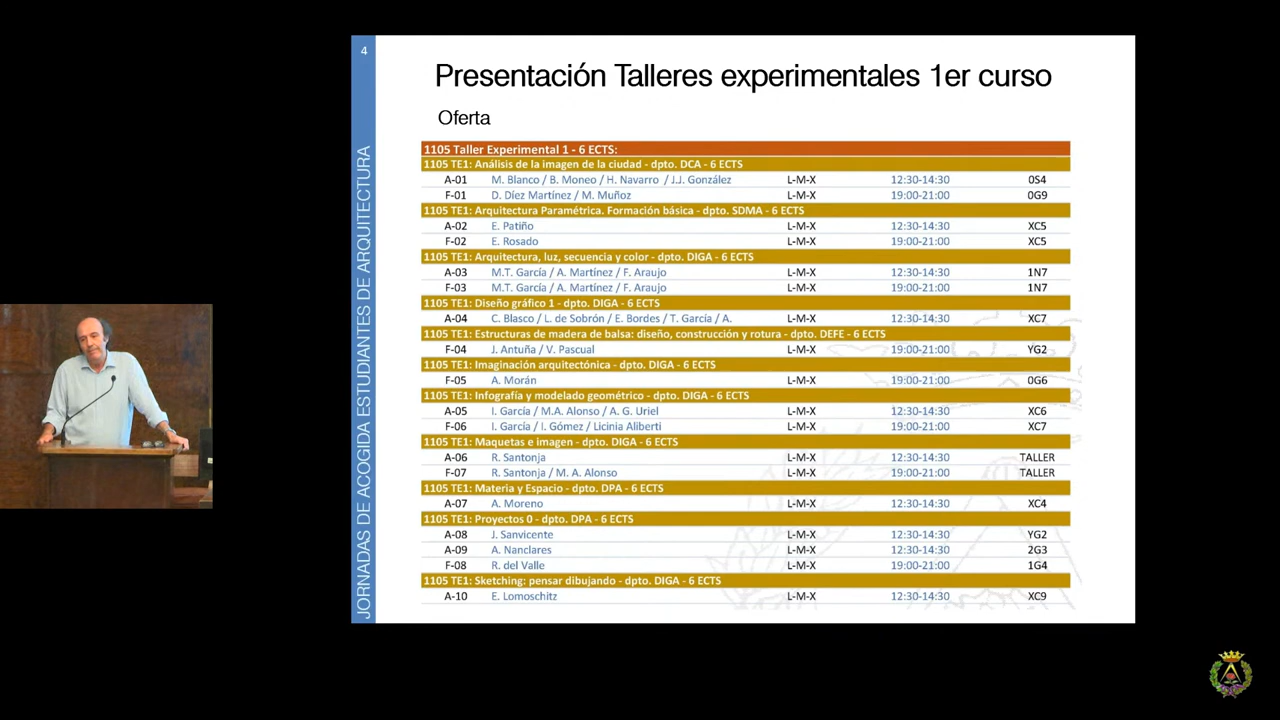 4
Presentación Talleres experimentales 1er curso
Oferta
JORNADAS DE ACOGIDA ESTUDIANTES DE ARQUITECTURA
1105 Taller Experimental 1 - 6 ECTS:
1105 TE1: Análisis de la imagen de la ciudad - dpto. DCA - 6 ECTS
A-01 M. Blanco / B. Moneo / H. Navarro / J.J. González L-M-X 12:30-14:30 0S4
F-01 D. Díez Martínez / M. Muñoz L-M-X 19:00-21:00 0G9
1105 TE1: Arquitectura Paramétrica. Formación básica - dpto. SDMA - 6 ECTS
A-02 E. Patiño L-M-X 12:30-14:30 XC5
F-02 E. Rosado L-M-X 19:00-21:00 XC5
1105 TE1: Arquitectura, luz, secuencia y color - dpto. DIGA - 6 ECTS
A-03 M.T. García / A. Martínez / F. Araujo L-M-X 12:30-14:30 1N7
F-03 M.T. García / A. Martínez / F. Araujo L-M-X 19:00-21:00 1N7
1105 TE1: Diseño gráfico 1 - dpto. DIGA - 6 ECTS
A-04 C. Blasco / L. de Sobrón / E. Bordes / T. García / A. L-M-X 12:30-14:30 XC7
1105 TE1: Estructuras de madera de balsa: diseño, construcción y rotura - dpto. DEFE - 6 ECTS
F-04 J. Antuña / V. Pascual L-M-X 19:00-21:00 YG2
1105 TE1: Imaginación arquitectónica - dpto. DIGA - 6 ECTS
F-05 A. Morán L-M-X 19:00-21:00 0G6
1105 TE1: Infografía y modelado geométrico - dpto. DIGA - 6 ECTS
A-05 I. García / M.A. Alonso / A. G. Uriel L-M-X 12:30-14:30 XC6
F-06 I. García / I. Gómez / Licinia Aliberti L-M-X 19:00-21:00 XC7
1105 TE1: Maquetas e imagen - dpto. DIGA - 6 ECTS
A-06 R. Santonja L-M-X 12:30-14:30 TALLER
F-07 R. Santonja / M. A. Alonso L-M-X 19:00-21:00 TALLER
1105 TE1: Materia y Espacio - dpto. DPA - 6 ECTS
A-07 A. Moreno L-M-X 12:30-14:30 XC4
1105 TE1: Proyectos 0 - dpto. DPA - 6 ECTS
A-08 J. Sanvicente L-M-X 12:30-14:30 YG2
A-09 A. Nanclares L-M-X 12:30-14:30 2G3
F-08 R. del Valle L-M-X 19:00-21:00 1G4
1105 TE1: Sketching: pensar dibujando - dpto. DIGA - 6 ECTS
A-10 E. Lomoschitz L-M-X 12:30-14:30 XC9